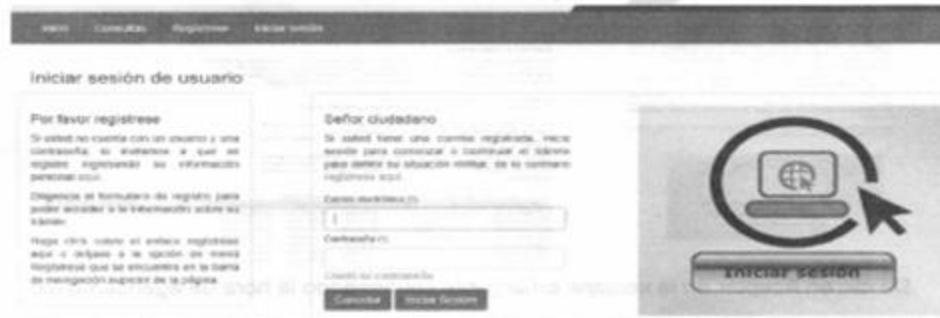 Inicio Consultas Regístrese Iniciar sesión
Iniciar sesión de usuario
Por favor regístrese
Si usted no cuenta con un usuario y una
contraseña, lo invitamos a que se
registre ingresando su información
personal aquí.
Diligencie el formulario de registro para
poder acceder a la información sobre su
trámite.
Haga click sobre el enlace regístrese
aquí o diríjase a la opción de menú
Regístrese que se encuentra en la barra
de navegación superior de la página.
Señor ciudadano
Si usted tiene una cuenta registrada, inicie
sesión para comenzar o continuar el trámite
para definir su situación militar, de lo contrario
regístrese aquí.
Correo electrónico (*):
Contraseña (*):
Olvidó su contraseña
Cancelar Iniciar Sesión
Iniciar sesión